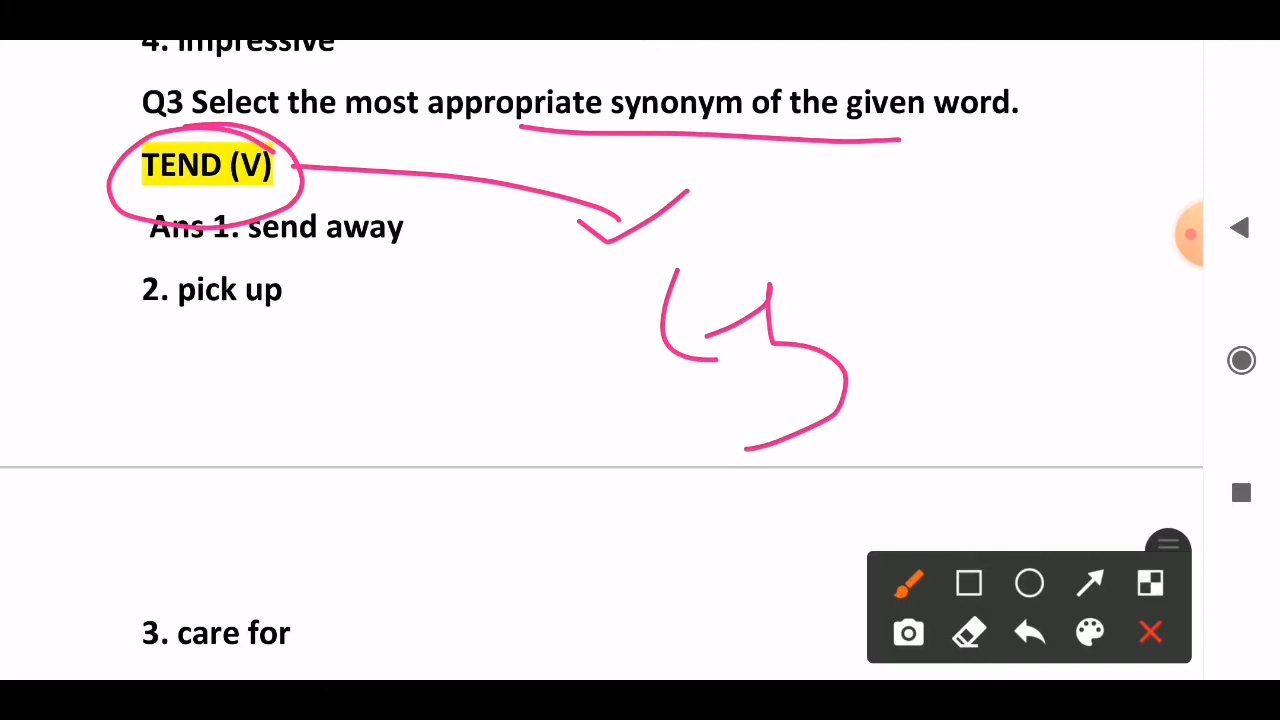 4. impressive
Q3 Select the most appropriate synonym of the given word.
TEND (V)
Ans 1. send away
2. pick up
3. care for